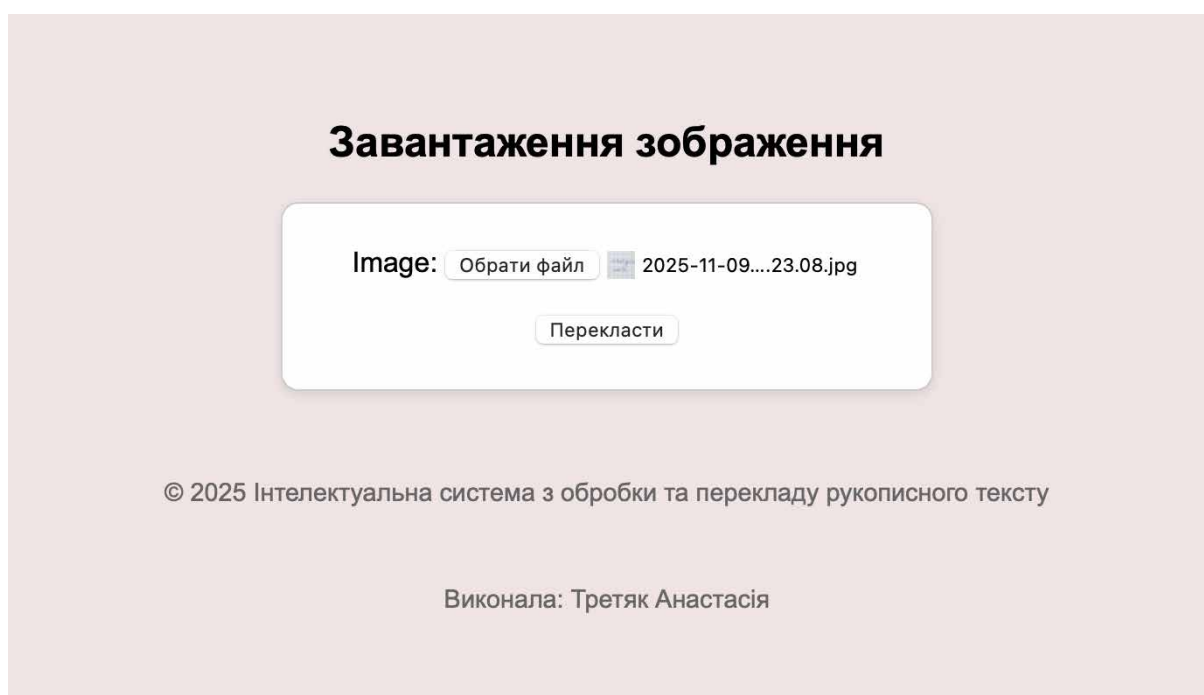 Завантаження зображення
Image: Обрати файл 2025-11-09....23.08.jpg
Перекласти
© 2025 Інтелектуальна система з обробки та перекладу рукописного тексту
Виконала: Третяк Анастасія